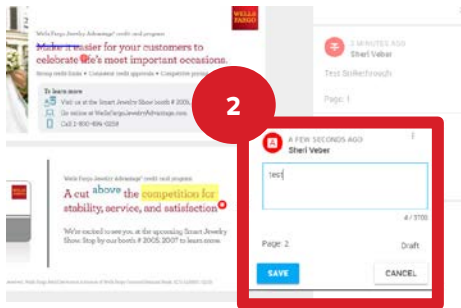 WELLS
FARGO
Wells Fargo Jewelry Advantage® credit card program
Make it easier for your customers to
celebrate life's most important occasions.
Strong credit limits • Consistent credit approvals • Competitive pricing
To learn more
Visit us at the Smart Jewelry Show booth # 2005,
Go online at WellsFargoJewelryAdvantage.com
Call 1-800-
2
3 MINUTES AGO
Sheri Veber
Test Strikethrough
Page: 1
Wells Fargo Jewelry Advantage® credit card program
A cut above the competition for
stability, service, and satisfaction
We're excited to see you at the upcoming Smart Jewelry
Show. Stop by our booth # 2005, 2007 to learn more.
A FEW SECONDS AGO
Sheri Veber
test
4 / 3700
Page: 2
Draft
SAVE
CANCEL